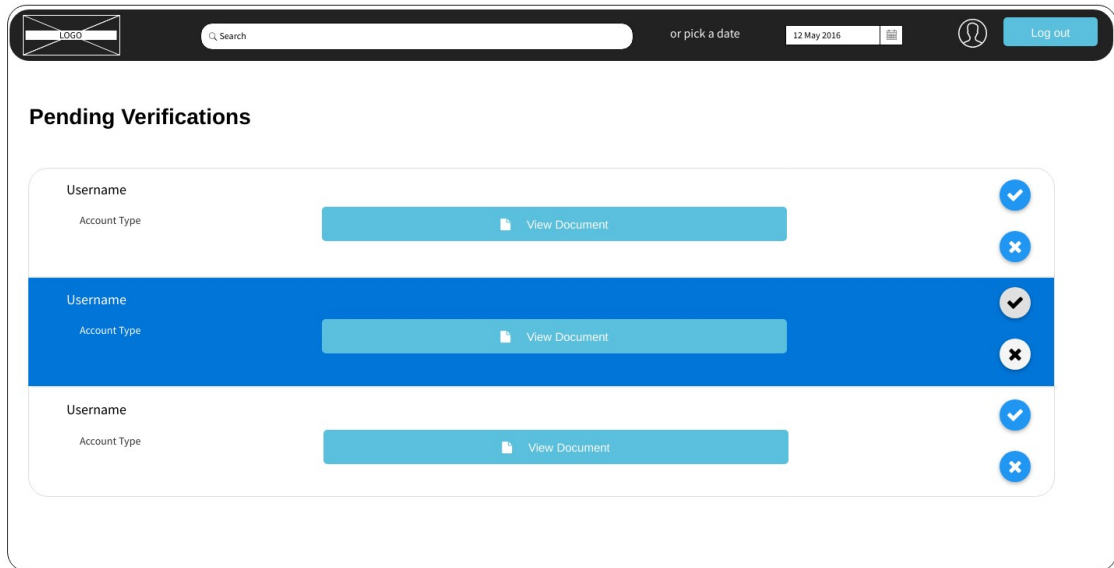 LOGO
Search
or pick a date
12 May 2016
Log out
Pending Verifications
Username
Account Type
View Document
Username
Account Type
View Document
Username
Account Type
View Document